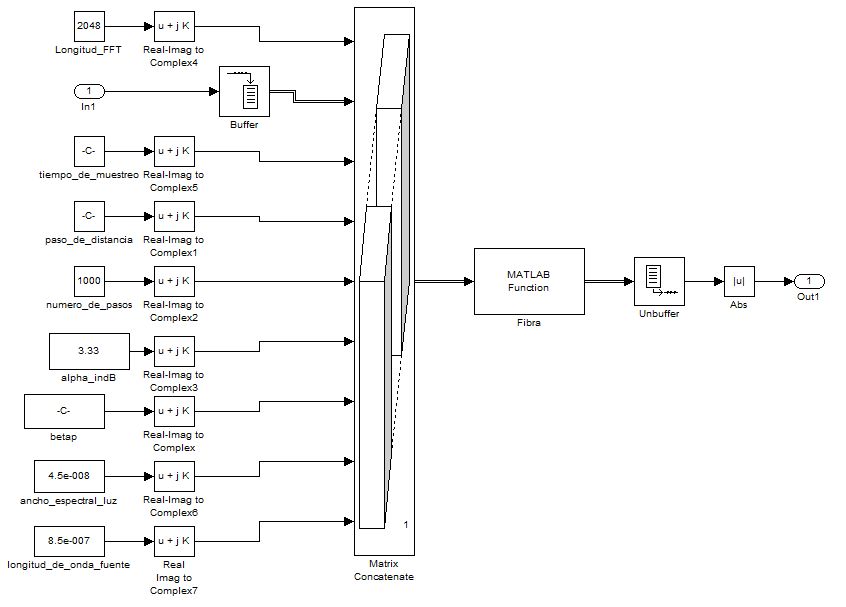 2048
u + j K
Longitud_FFT
Real-Imag to
Complex4
1
In1
Buffer
-C-
u + j K
tiempo_de_muestreo
Real-Imag to
Complex5
-C-
u + j K
paso_de_distancia
Real-Imag to
Complex1
1000
u + j K
numero_de_pasos
Real-Imag to
Complex2
3.33
u + j K
alpha_indB
Real-Imag to
Complex3
-C-
u + j K
betap
Real-Imag to
Complex
4.5e-008
u + j K
ancho_espectral_luz
Real-Imag to
Complex6
8.5e-007
u + j K
longitud_de_onda_fuente
Real
Imag to
Complex7
1
Matrix
Concatenate
MATLAB
Function
Fibra
Unbuffer
|u|
Abs
1
Out1